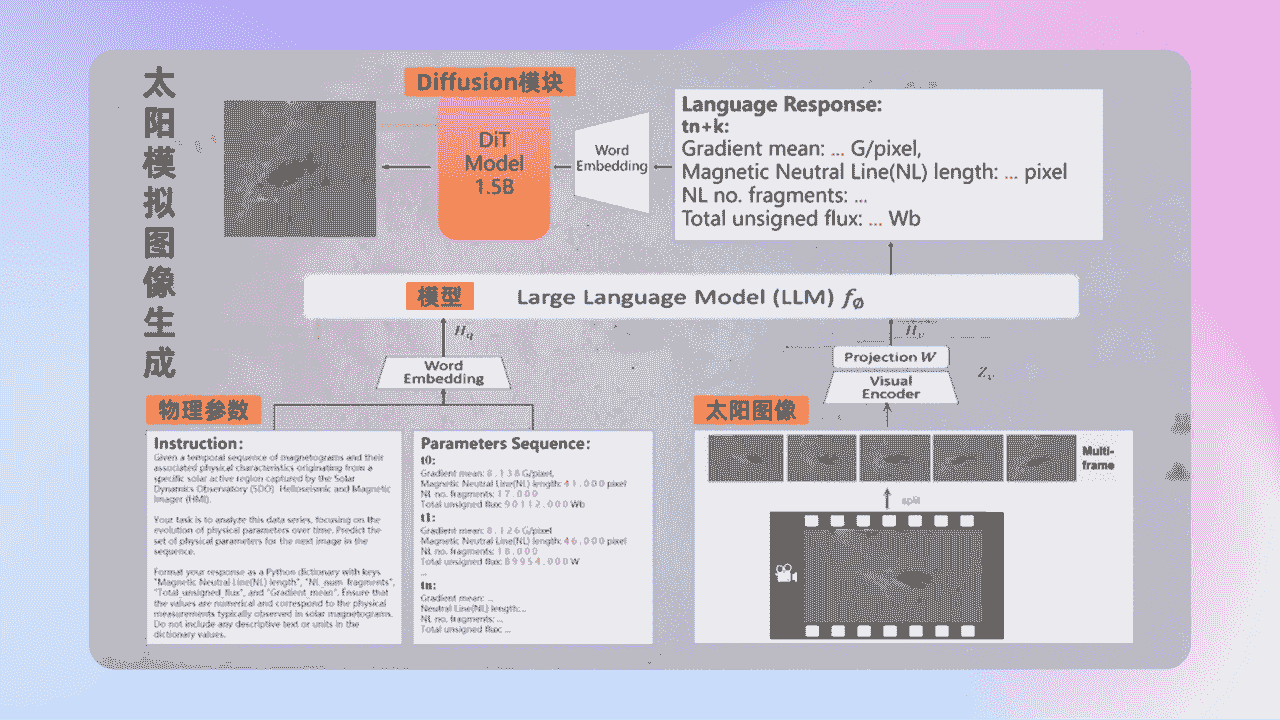 太阳模拟图像生成
Diffusion模块
DiT
Model
1.5B
Word
Embedding
Language Response:
tn+k:
Gradient mean: ... G/pixel,
Magnetic Neutral Line(NL) length: ... pixel
NL no. fragments: ...
Total unsigned flux: ... Wb
模型
Large Language Model (LLM) fø
Hq
Word
Embedding
Hv
Projection W
Zv
Visual
Encoder
物理参数
Instruction:
Given a temporal sequence of magnetograms and their
associated physical characteristics originating from a
specific solar active region captured by the Solar
Dynamics Observatory (SDO) Helioseismic and Magnetic
Imager (HMI).
Your task is to analyze this data series, focusing on the
evolution of physical parameters over time. Predict the
set of physical parameters for the next image in the
sequence.
Format your response as a Python dictionary with keys
"Magnetic Neutral Line(NL) length", "NL_num_fragments",
"Total_unsigned_flux", and "Gradient_mean". Ensure that
the values are numerical and correspond to the physical
measurements typically observed in solar magnetograms.
Do not include any descriptive text or units in the
dictionary values.
Parameters Sequence:
t0:
Gradient mean: 8.138G/pixel,
Magnetic Neutral Line(NL) length: 41.000 pixel
NL no. fragments: 17.000
Total unsigned flux: 90112.000 Wb
t1:
Gradient mean: 8.126G/pixel
Magnetic Neutral Line(NL) length: 46.000 pixel
NL no. fragments: 18.000
Total unsigned flux: 89954.000W
...
tn:
Gradient mean: ...
Neutral Line(NL) length:...
NL no. fragments: ...
Total unsigned flux: ...
太阳图像
Multi-
frame